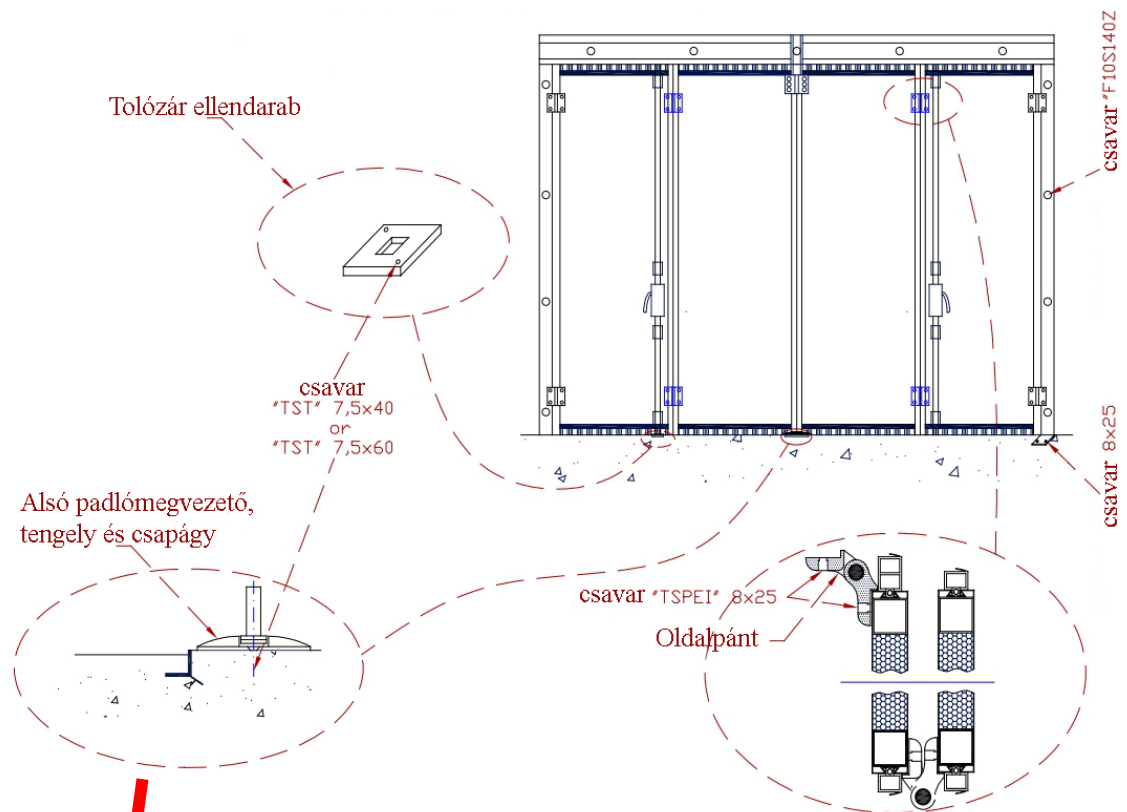 Tolózár ellendarab
csavar "F10S140Z
csavar
"TST" 7,5x40
or
"TST" 7,5x60
csavar 8x25
Alsó padlómegvezető,
tengely és csapágy
csavar "TSPEI" 8x25
Oldalpánt